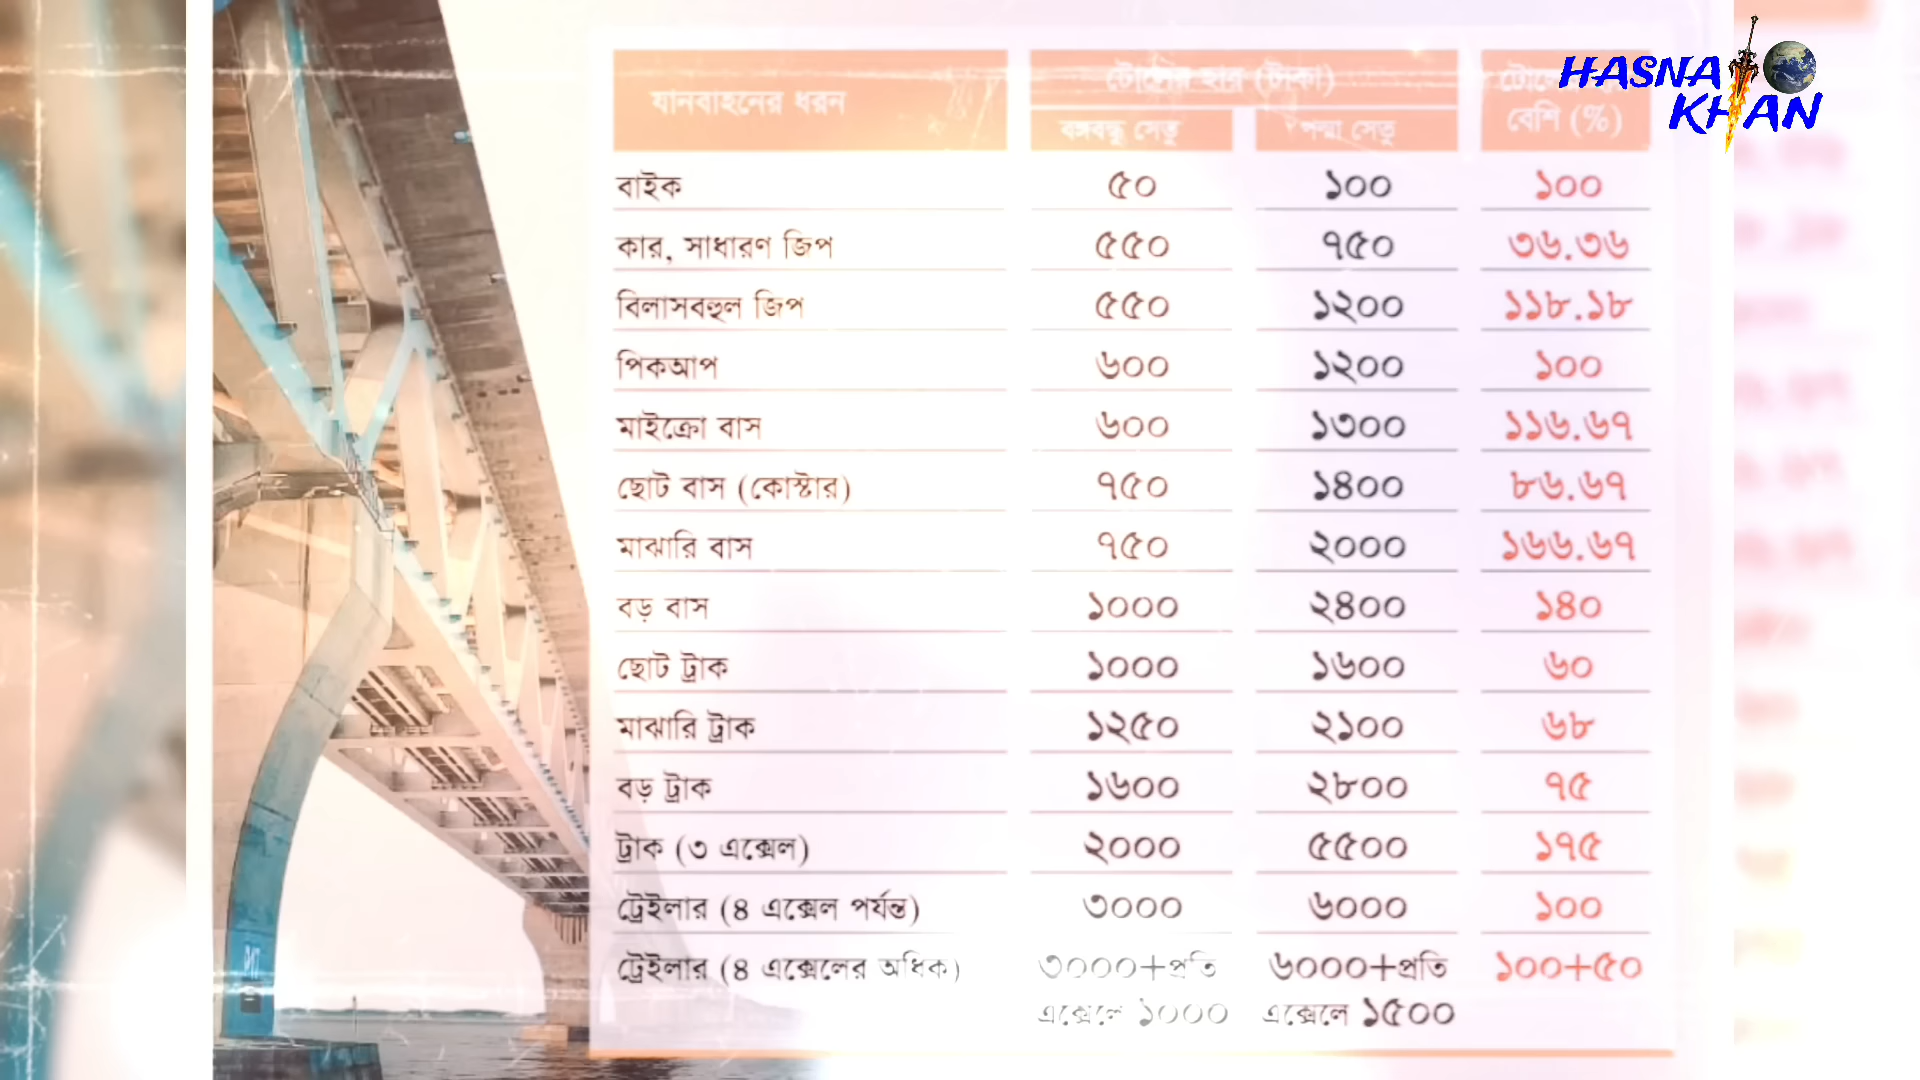 যানবাহনের ধরন
টোলের হার (টাকা)
বঙ্গবন্ধু সেতু
পদ্মা সেতু
বেশি (%)
HASNA
KHAN
বাইক ৫০ ১০০ ১০০
কার, সাধারণ জিপ ৫৫০ ৭৫০ ৩৬.৩৬
বিলাসবহুল জিপ ৫৫০ ১২০০ ১১৮.১৮
পিকআপ ৬০০ ১২০০ ১০০
মাইক্রো বাস ৬০০ ১৩০০ ১১৬.৬৭
ছোট বাস (কোস্টার) ৭৫০ ১৪০০ ৮৬.৬৭
মাঝারি বাস ৭৫০ ২০০০ ১৬৬.৬৭
বড় বাস ১০০০ ২৪০০ ১৪০
ছোট ট্রাক ১০০০ ১৬০০ ৬০
মাঝারি ট্রাক ১২৫০ ২১০০ ৬৮
বড় ট্রাক ১৬০০ ২৮০০ ৭৫
ট্রাক (৩ এক্সেল) ২০০০ ৫৫০০ ১৭৫
ট্রেইলার (৪ এক্সেল পর্যন্ত) ৩০০০ ৬০০০ ১০০
ট্রেইলার (৪ এক্সেলের অধিক) ৩০০০+প্রতি ৬০০০+প্রতি ১০০+৫০
এক্সেলে ১০০০ এক্সেলে ১৫০০